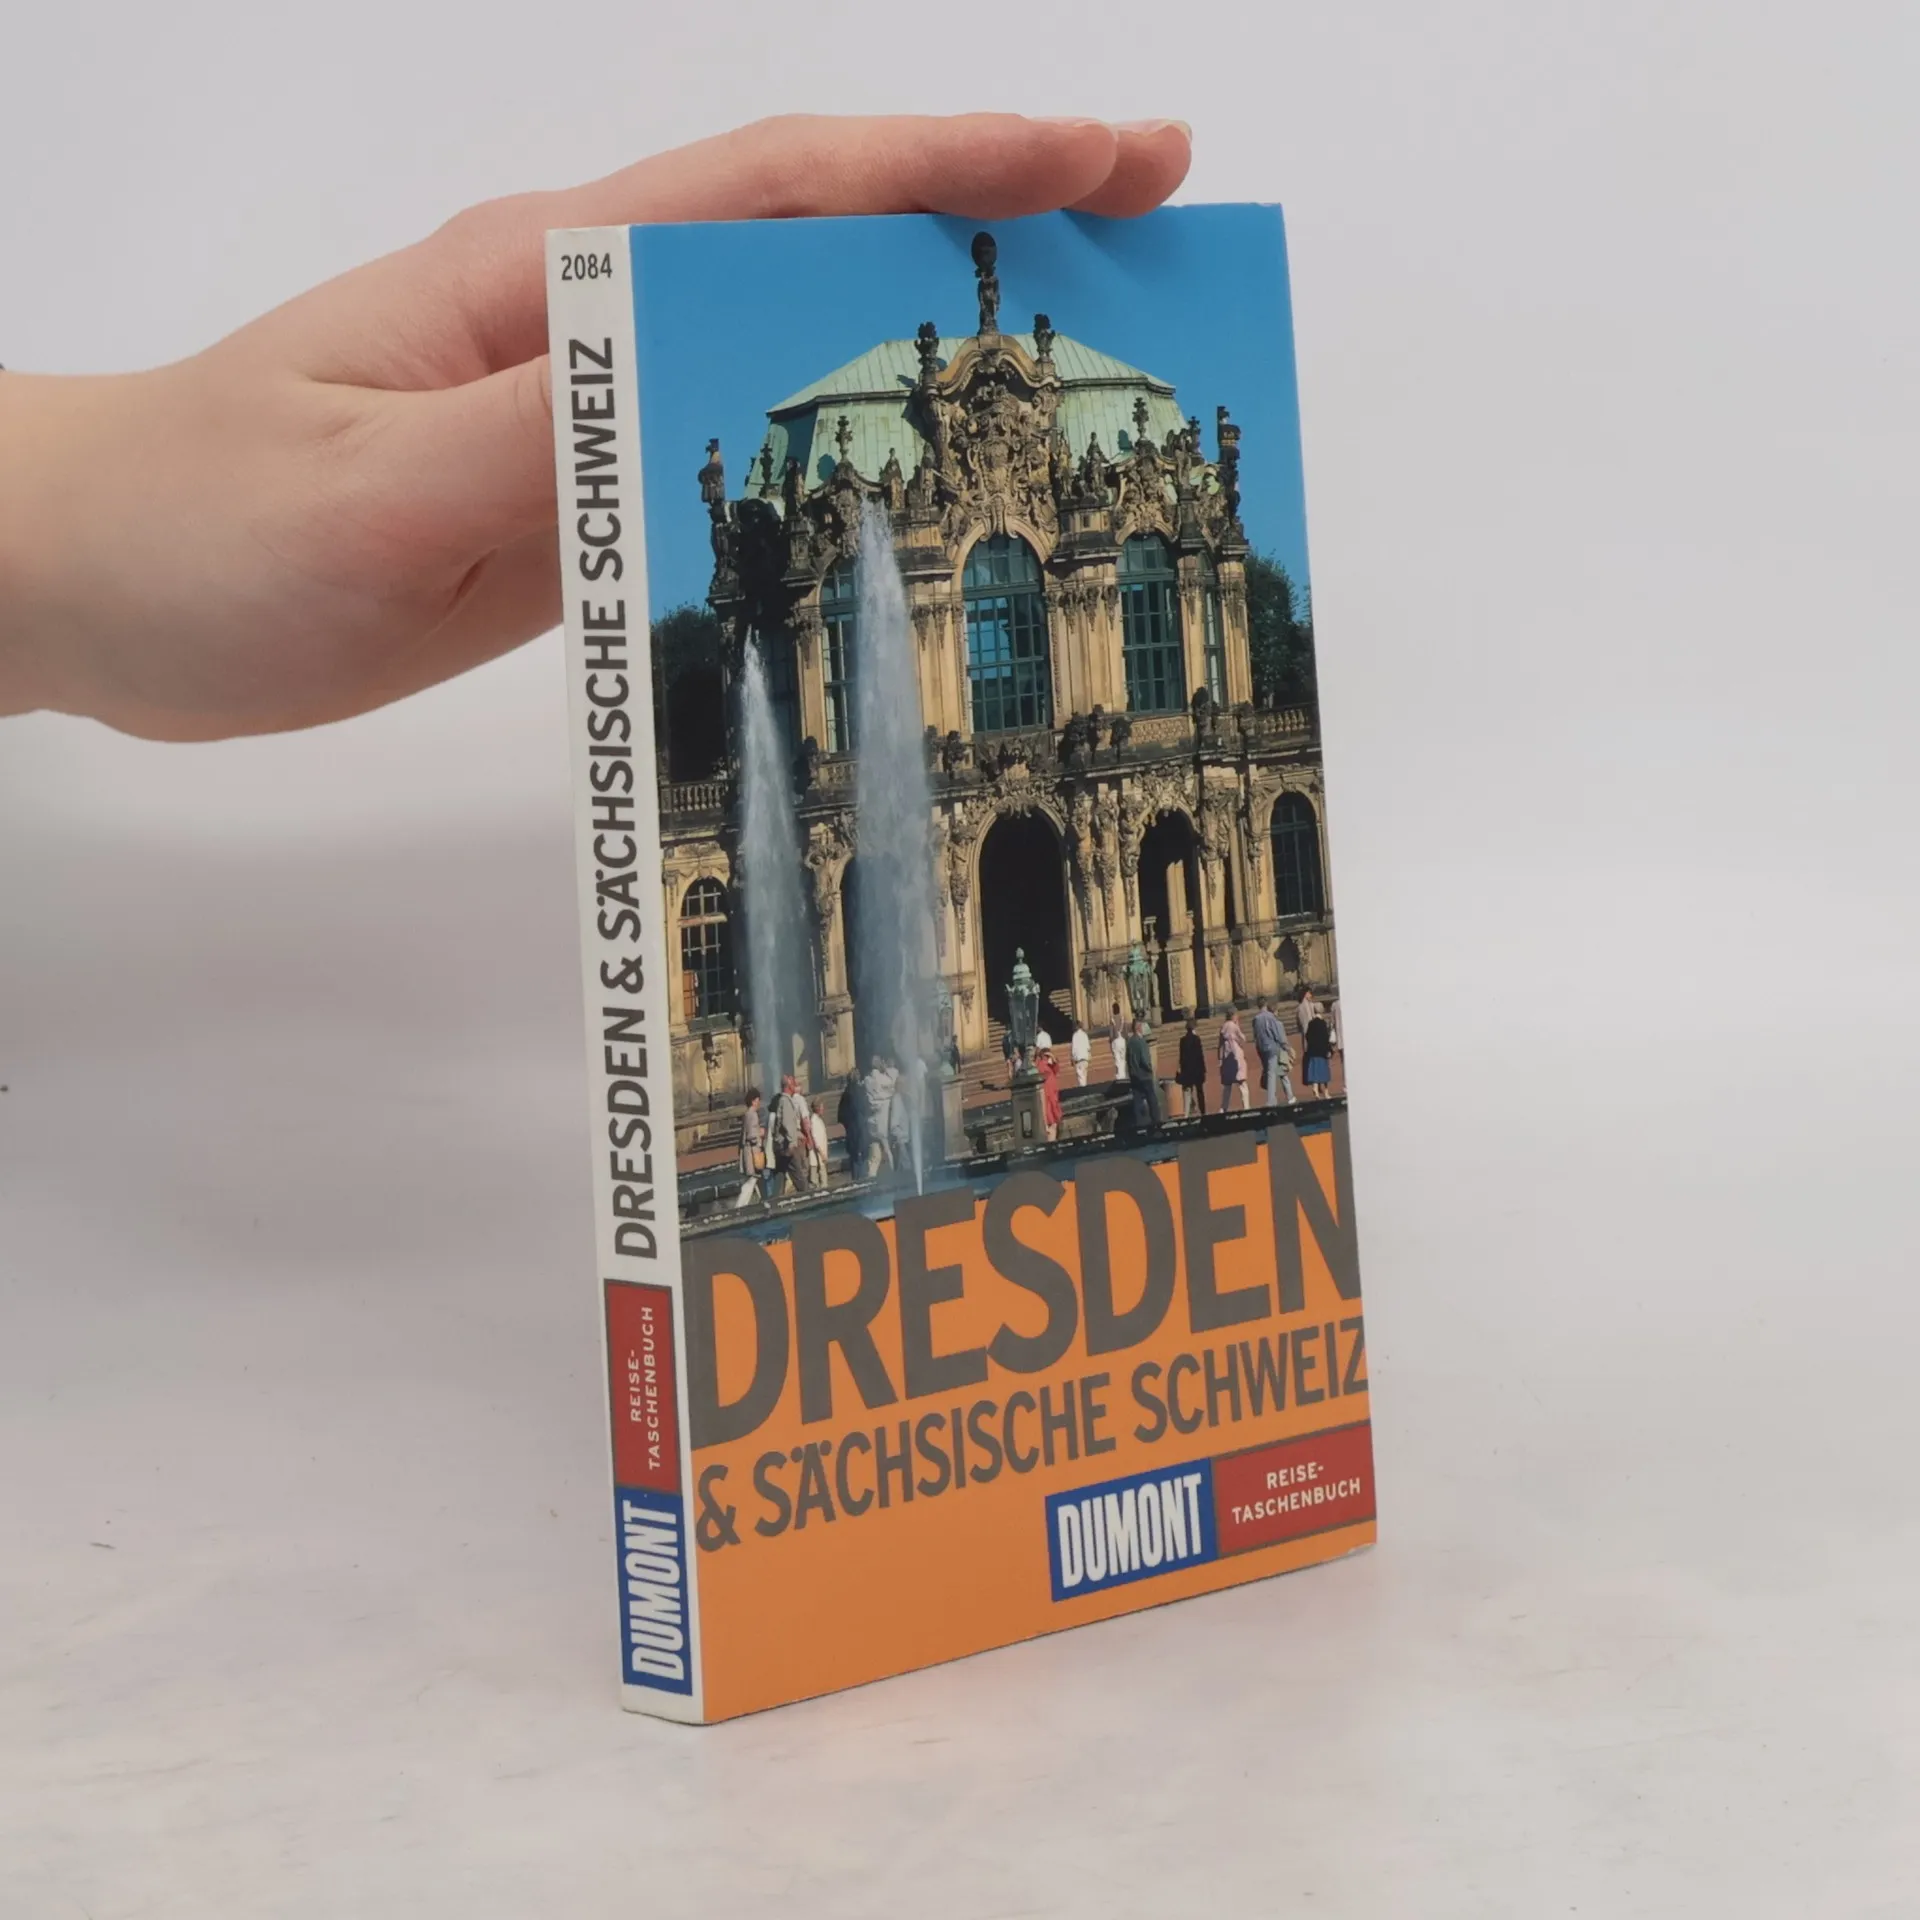 2084
DRESDEN & SÄCHSISCHE SCHWEIZ
REISE-
TASCHENBUCH
DUMONT
DRESDEN
& SÄCHSISCHE SCHWEIZ
DUMONT
REISE-
TASCHENBUCH